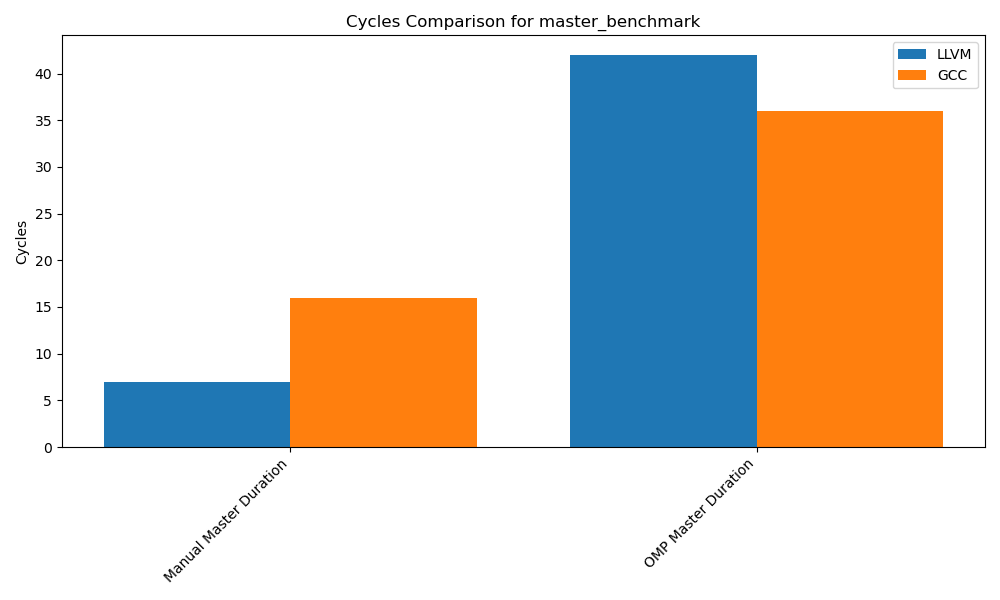 Cycles Comparison for master_benchmark
LLVM
GCC
Cycles
40
35
30
25
20
15
10
5
0
Manual Master Duration
OMP Master Duration